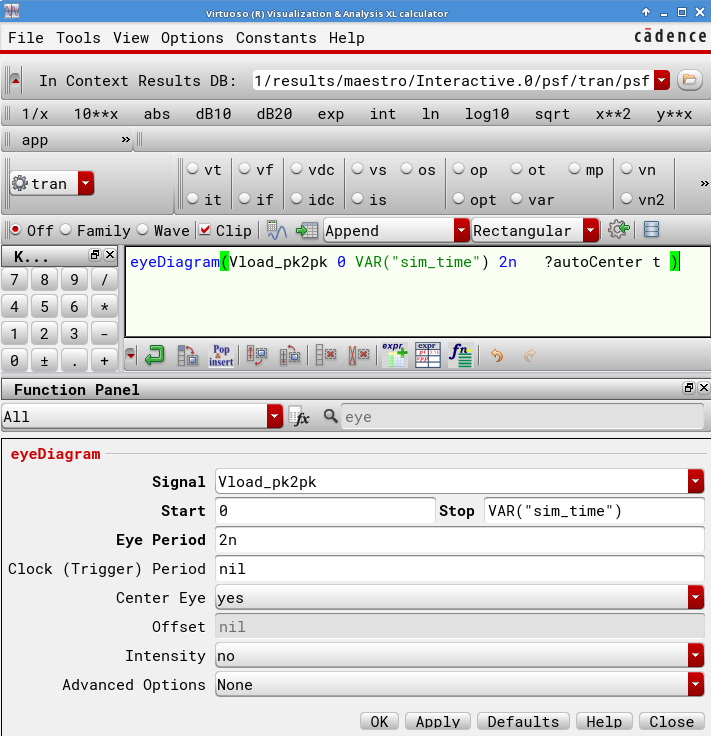 Virtuoso (R) Visualization & Analysis XL calculator
File Tools View Options Constants Help cādence
In Context Results DB: 1/results/maestro/Interactive.0/psf/tran/psf
1/x 10**x abs dB10 dB20 exp int ln log10 sqrt x**2 y**x
app »
tran vt vf vdc vs os op ot mp vn »
it if idc is opt var vn2
Off Family Wave Clip Append Rectangular
K...
eyeDiagram(Vload_pk2pk 0 VAR("sim_time") 2n ?autoCenter t )
7 8 9 /
4 5 6 *
1 2 3 -
0 ± . +
Pop & insert expr expr fn
Function Panel
All fx eye
eyeDiagram
Signal Vload_pk2pk
Start 0 Stop VAR("sim_time")
Eye Period 2n
Clock (Trigger) Period nil
Center Eye yes
Offset nil
Intensity no
Advanced Options None
OK Apply Defaults Help Close